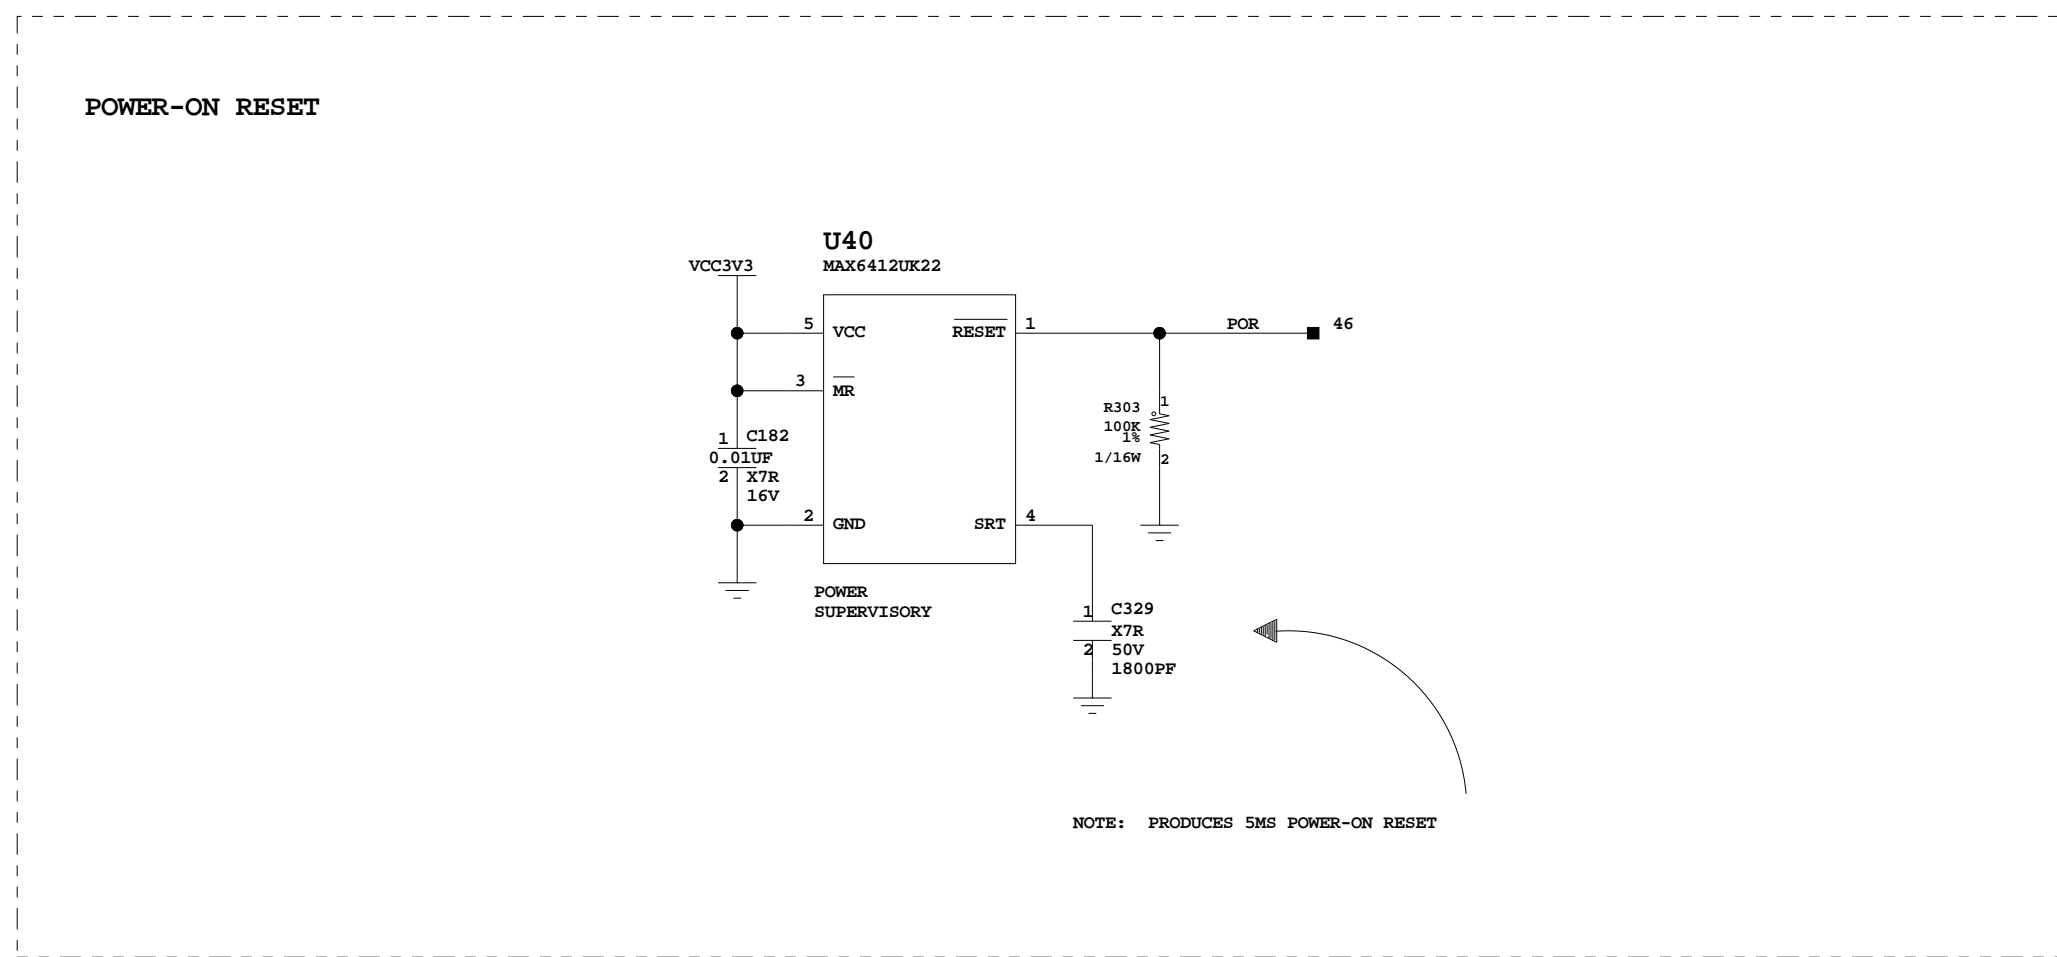 POWER-ON RESET
U40
MAX6412UK22
VCC3V3
5 VCC
RESET 1
POR 46
3 MR
1 C182
0.01UF
2 X7R
16V
R303 1
100K
1%
1/16W 2
2 GND
SRT 4
POWER
SUPERVISORY
1 C329
X7R
2 50V
1800PF
NOTE: PRODUCES 5MS POWER-ON RESET